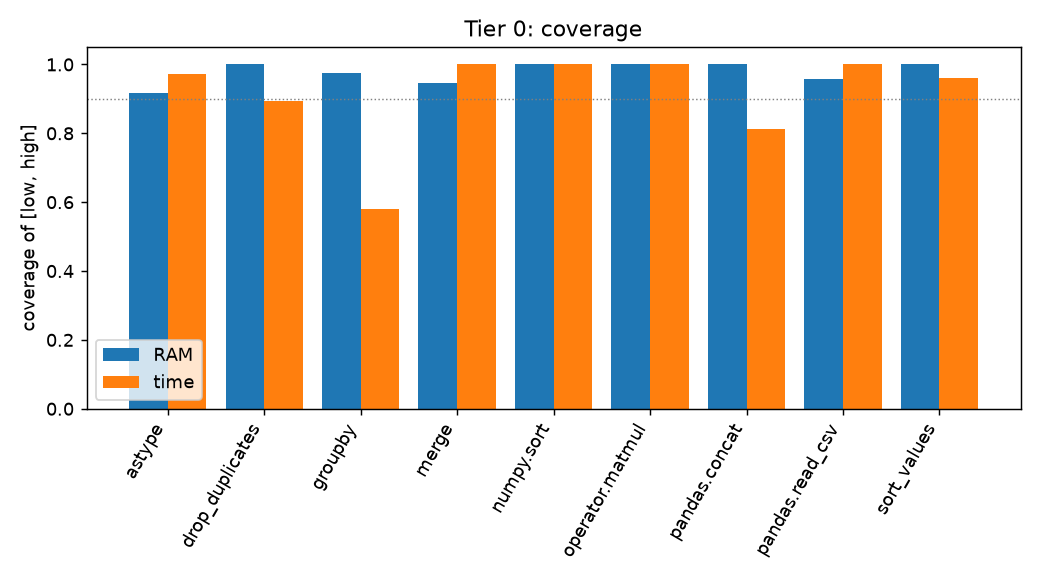 Tier 0: coverage
coverage of [low, high]
1.0
0.8
0.6
0.4
0.2
0.0
RAM
time
astype
drop_duplicates
groupby
merge
numpy.sort
operator.matmul
pandas.concat
pandas.read_csv
sort_values